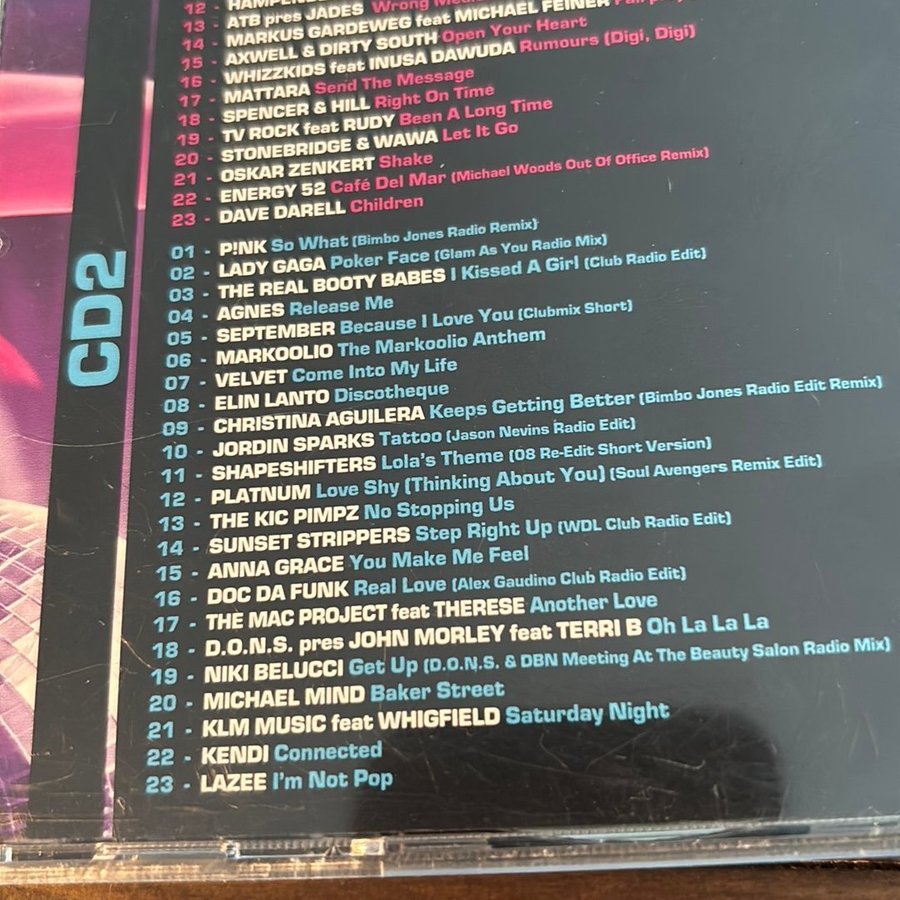 12 -
13 - ATB pres JADES Wrong
14 - MARKUS GARDEWEG feat MICHAEL FEINER
15 - AXWELL & DIRTY SOUTH Open Your Heart
16 - WHIZZKIDS feat INUSA DAWUDA Rumours (Digi, Digi)
17 - MATTARA Send The Message
18 - SPENCER & HILL Right On Time
19 - TV ROCK feat RUDY Been A Long Time
20 - STONEBRIDGE & WAWA Let It Go
21 - OSKAR ZENKERT Shake
22 - ENERGY 52 Café Del Mar (Michael Woods Out Of Office Remix)
23 - DAVE DARELL Children
CD2
01 - P!NK So What (Bimbo Jones Radio Remix)
02 - LADY GAGA Poker Face (Glam As You Radio Mix)
03 - THE REAL BOOTY BABES I Kissed A Girl (Club Radio Edit)
04 - AGNES Release Me
05 - SEPTEMBER Because I Love You (Clubmix Short)
06 - MARKOOLIO The Markoolio Anthem
07 - VELVET Come Into My Life
08 - ELIN LANTO Discotheque
09 - CHRISTINA AGUILERA Keeps Getting Better (Bimbo Jones Radio Edit Remix)
10 - JORDIN SPARKS Tattoo (Jason Nevins Radio Edit)
11 - SHAPESHIFTERS Lola's Theme (08 Re-Edit Short Version)
12 - PLATNUM Love Shy (Thinking About You) (Soul Avengers Remix Edit)
13 - THE KIC PIMPZ No Stopping Us
14 - SUNSET STRIPPERS Step Right Up (WDL Club Radio Edit)
15 - ANNA GRACE You Make Me Feel
16 - DOC DA FUNK Real Love (Alex Gaudino Club Radio Edit)
17 - THE MAC PROJECT feat THERESE Another Love
18 - D.O.N.S. pres JOHN MORLEY feat TERRI B Oh La La La
19 - NIKI BELUCCI Get Up (D.O.N.S. & DBN Meeting At The Beauty Salon Radio Mix)
20 - MICHAEL MIND Baker Street
21 - KLM MUSIC feat WHIGFIELD Saturday Night
22 - KENDI Connected
23 - LAZEE I'm Not Pop